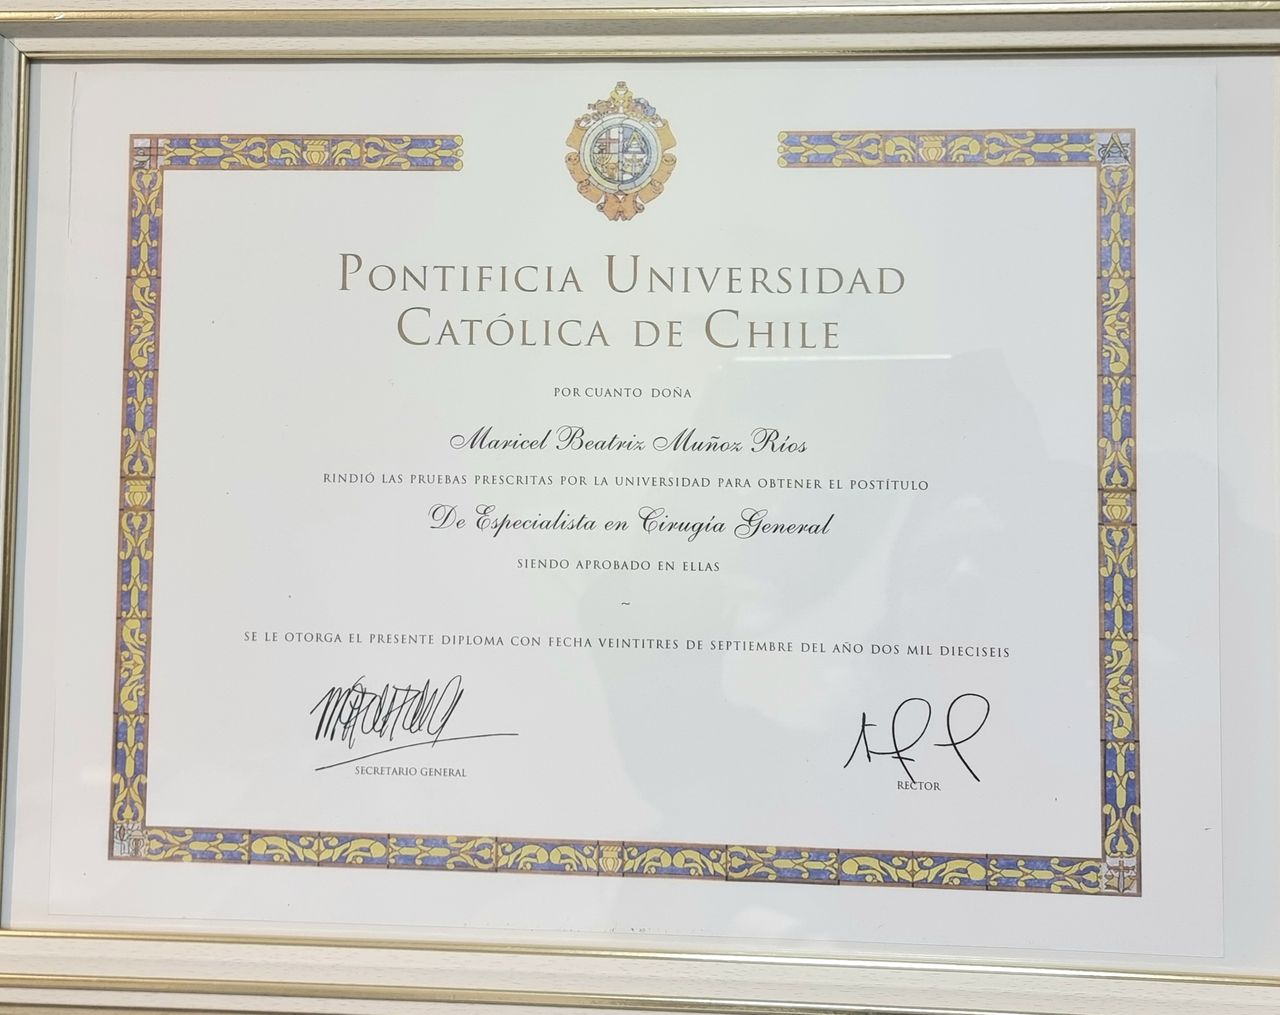 PONTIFICIA UNIVERSIDAD
CATÓLICA DE CHILE
POR CUANTO DOÑA
Maricel Beatriz Muñoz Ríos
RINDIÓ LAS PRUEBAS PRESCRITAS POR LA UNIVERSIDAD PARA OBTENER EL POSTÍTULO
De Especialista en Cirugía General
SIENDO APROBADO EN ELLAS
~
SE LE OTORGA EL PRESENTE DIPLOMA CON FECHA VEINTITRES DE SEPTIEMBRE DEL AÑO DOS MIL DIECISEIS
SECRETARIO GENERAL
RECTOR